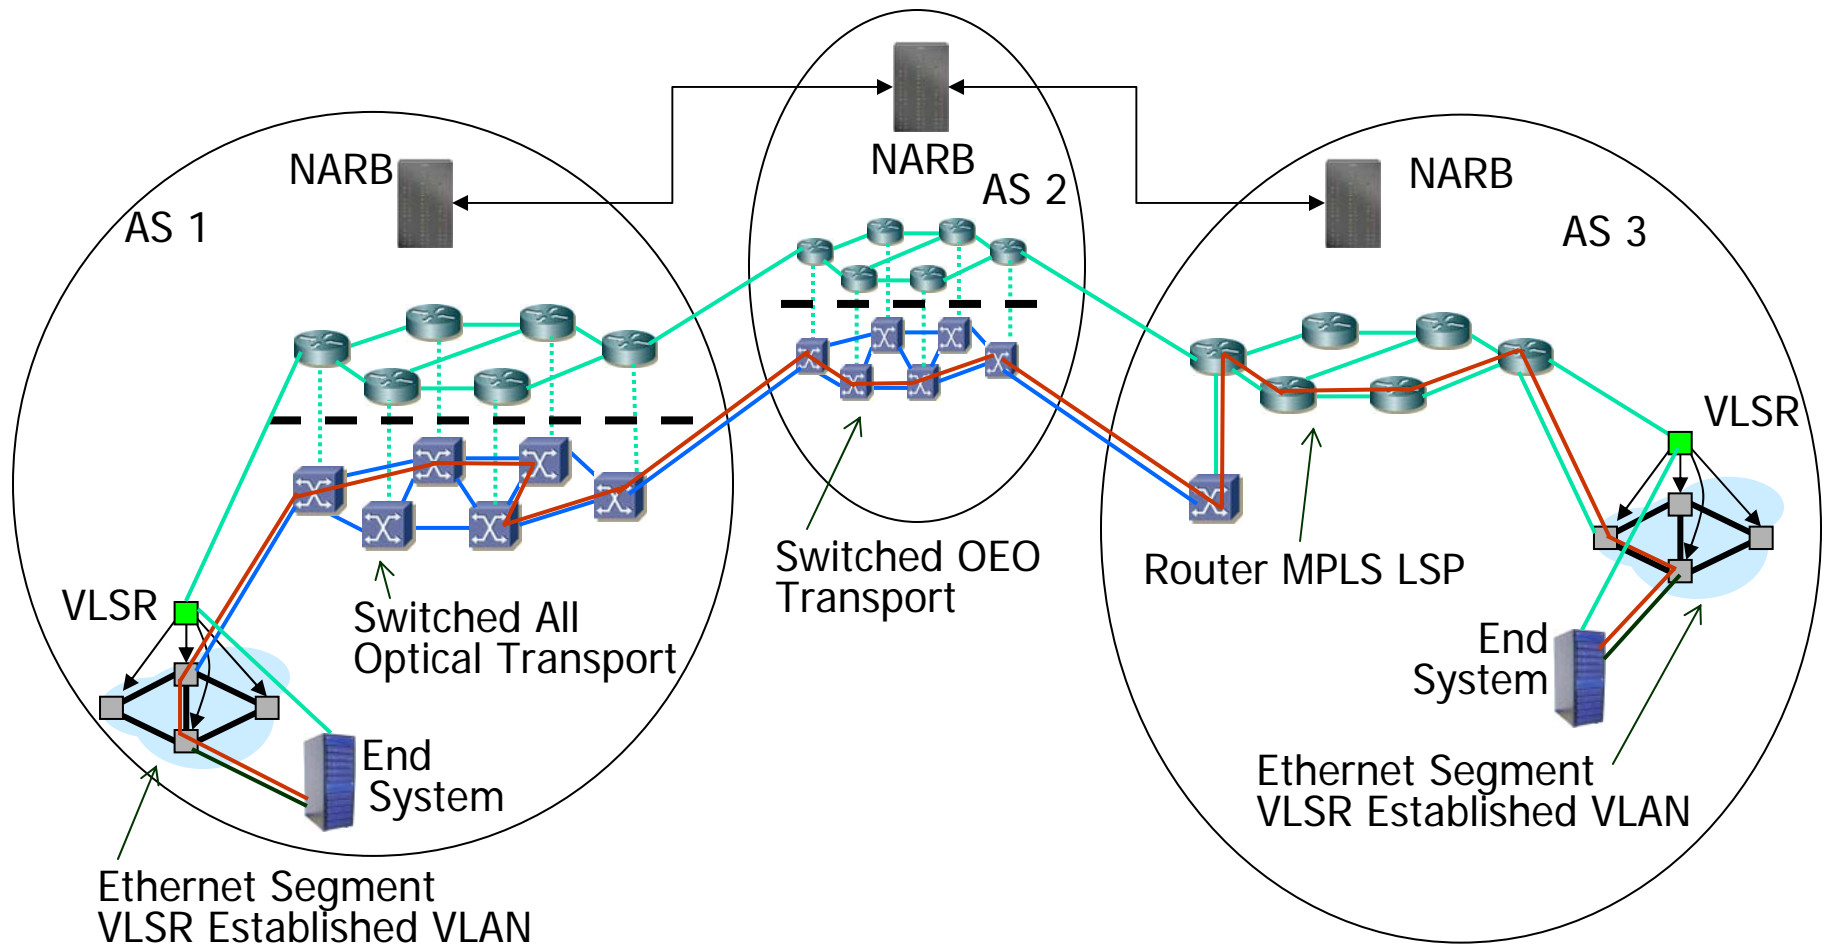 NARB
AS 1
NARB
AS 2
NARB
AS 3
VLSR
Switched All
Optical Transport
End
System
Ethernet Segment
VLSR Established VLAN
Switched OEO
Transport
Router MPLS LSP
VLSR
End
System
Ethernet Segment
VLSR Established VLAN